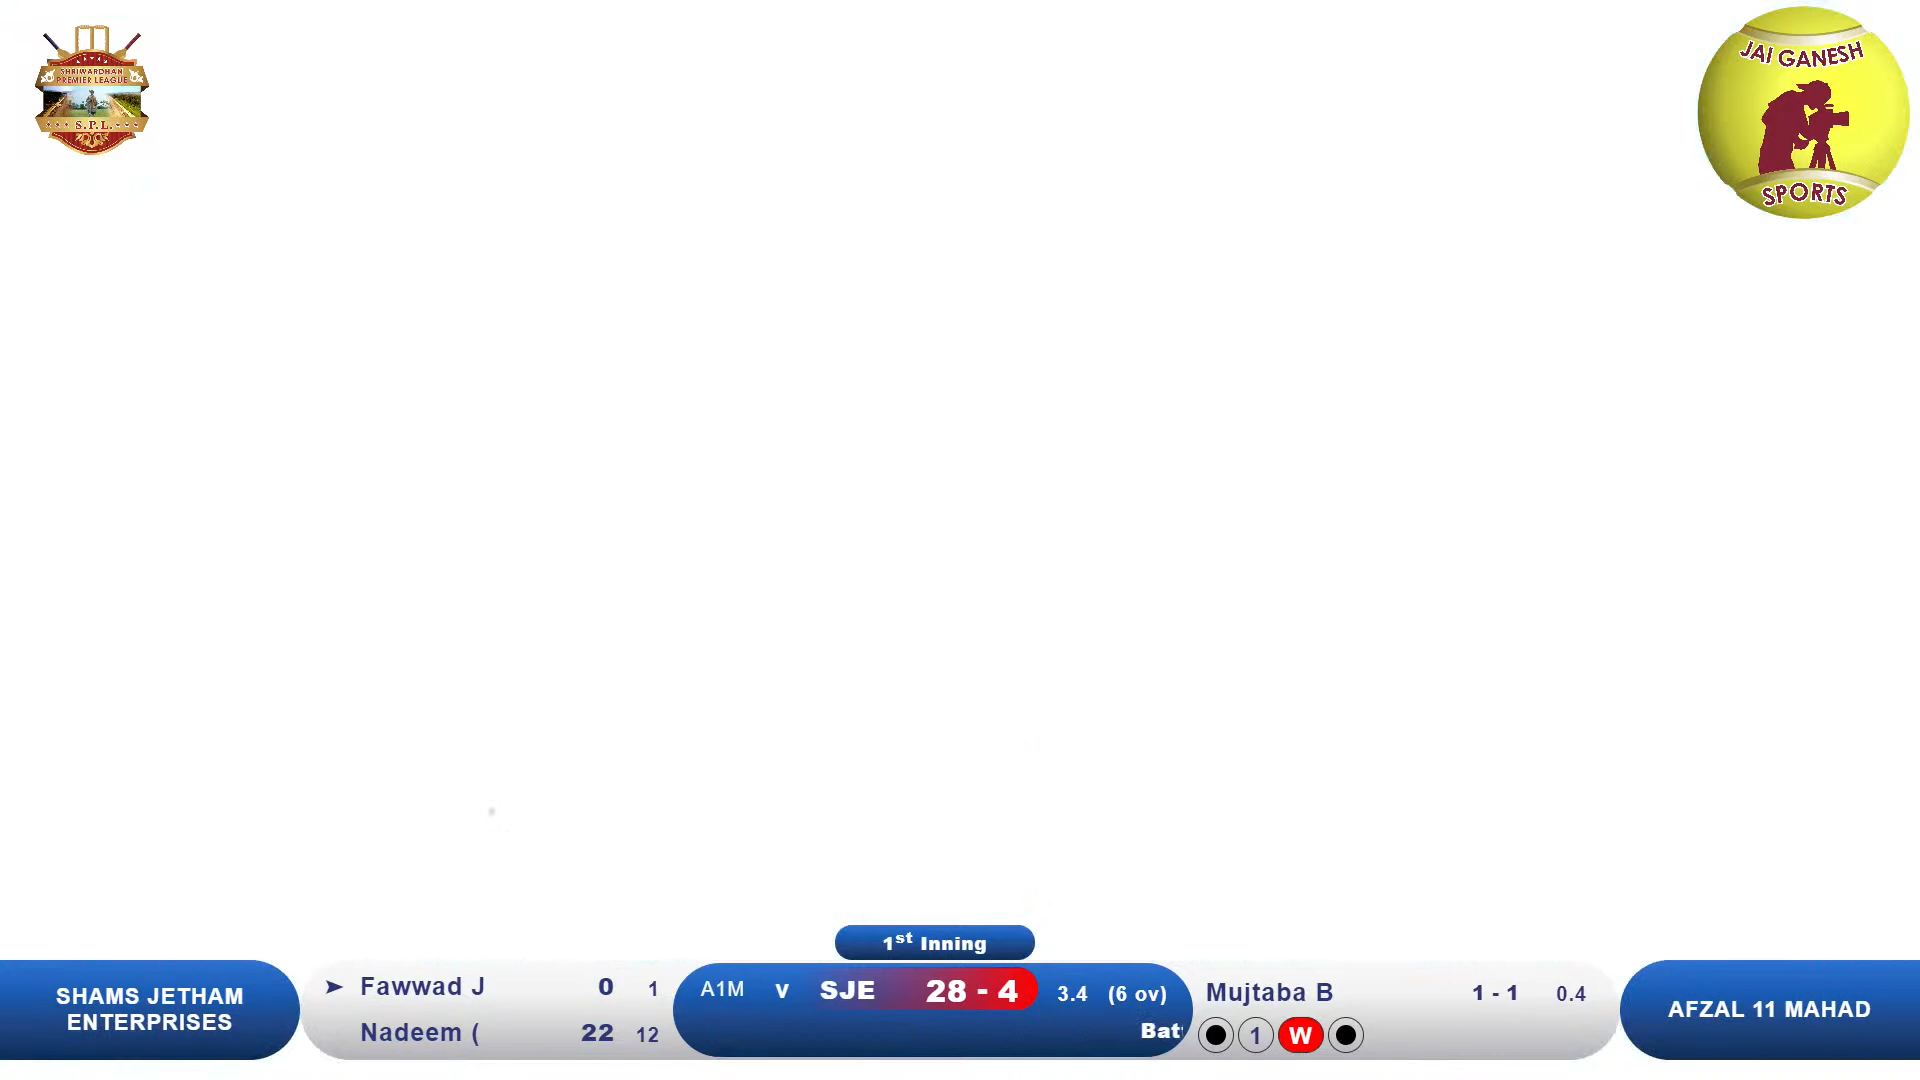 SHRIWARDHAN
PREMIER LEAGUE
S.P.L.
JAI GANESH
SPORTS
1st Inning
SHAMS JETHAM
ENTERPRISES
➤ Fawwad J 0 1
Nadeem ( 22 12
A1M v SJE 28 - 4 3.4 (6 ov)
Bat
Mujtaba B 1 - 1 0.4
1 W
AFZAL 11 MAHAD